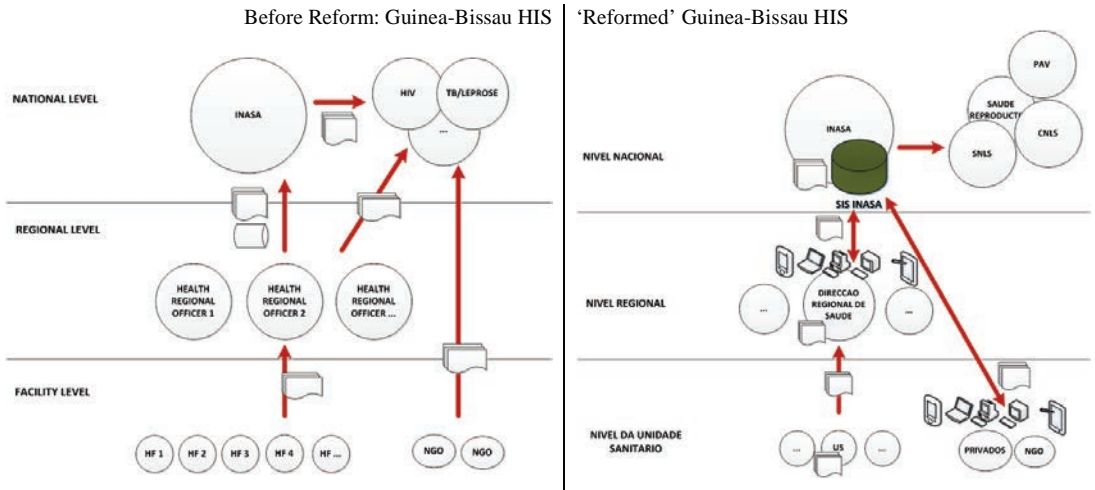 Before Reform: Guinea-Bissau HIS
NATIONAL LEVEL
INASA
HIV
TB/LEPROSE
...
REGIONAL LEVEL
HEALTH
REGIONAL
OFFICER 1
HEALTH
REGIONAL
OFFICER 2
HEALTH
REGIONAL
OFFICER ...
FACILITY LEVEL
HF 1
HF 2
HF 3
HF 4
HF ...
NGO
NGO
‘Reformed’ Guinea-Bissau HIS
NIVEL NACIONAL
INASA
SIS INASA
PAV
SAUDE
REPRODUCTI
CNLS
SNLS
NIVEL REGIONAL
...
DIRECCAO
REGIONAL DE
SAUDE
...
NIVEL DA UNIDADE
SANITARIO
...
US
...
PRIVADOS
NGO